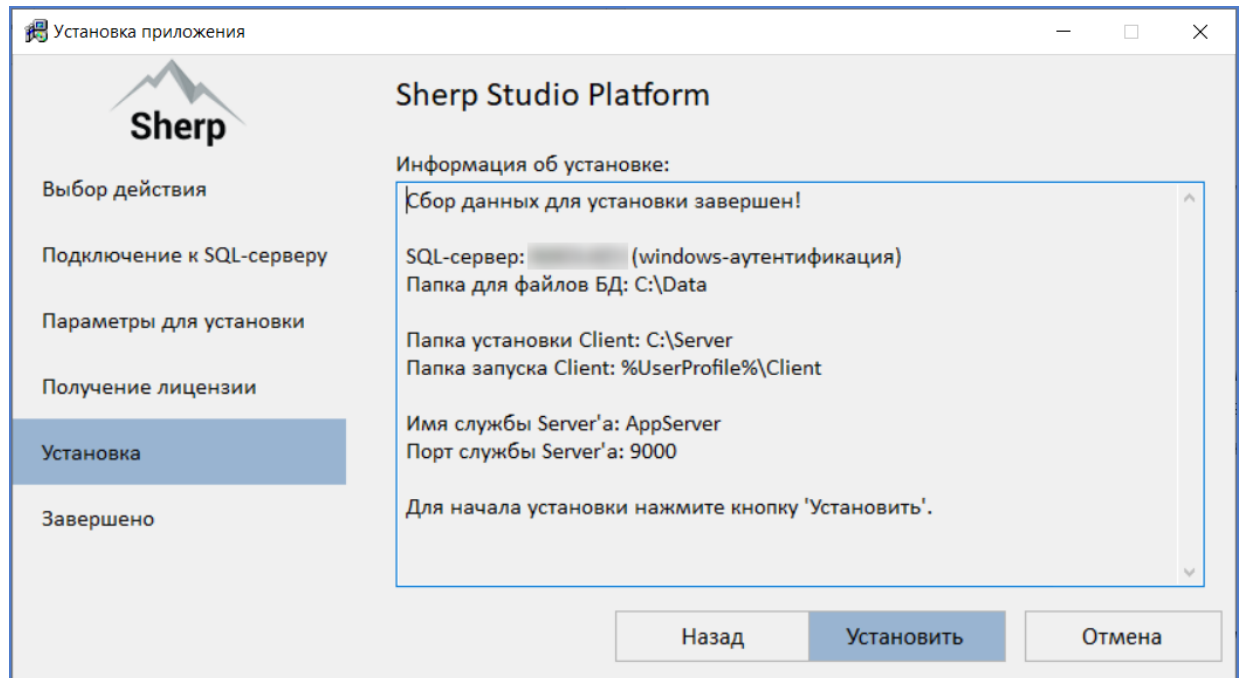 Установка приложения
Sherp
Выбор действия
Подключение к SQL-серверу
Параметры для установки
Получение лицензии
Установка
Завершено
Sherp Studio Platform
Информация об установке:
Сбор данных для установки завершен!
SQL-сервер: (windows-аутентификация)
Папка для файлов БД: C:\Data
Папка установки Client: C:\Server
Папка запуска Client: %UserProfile%\Client
Имя службы Server'а: AppServer
Порт службы Server'а: 9000
Для начала установки нажмите кнопку 'Установить'.
Назад
Установить
Отмена